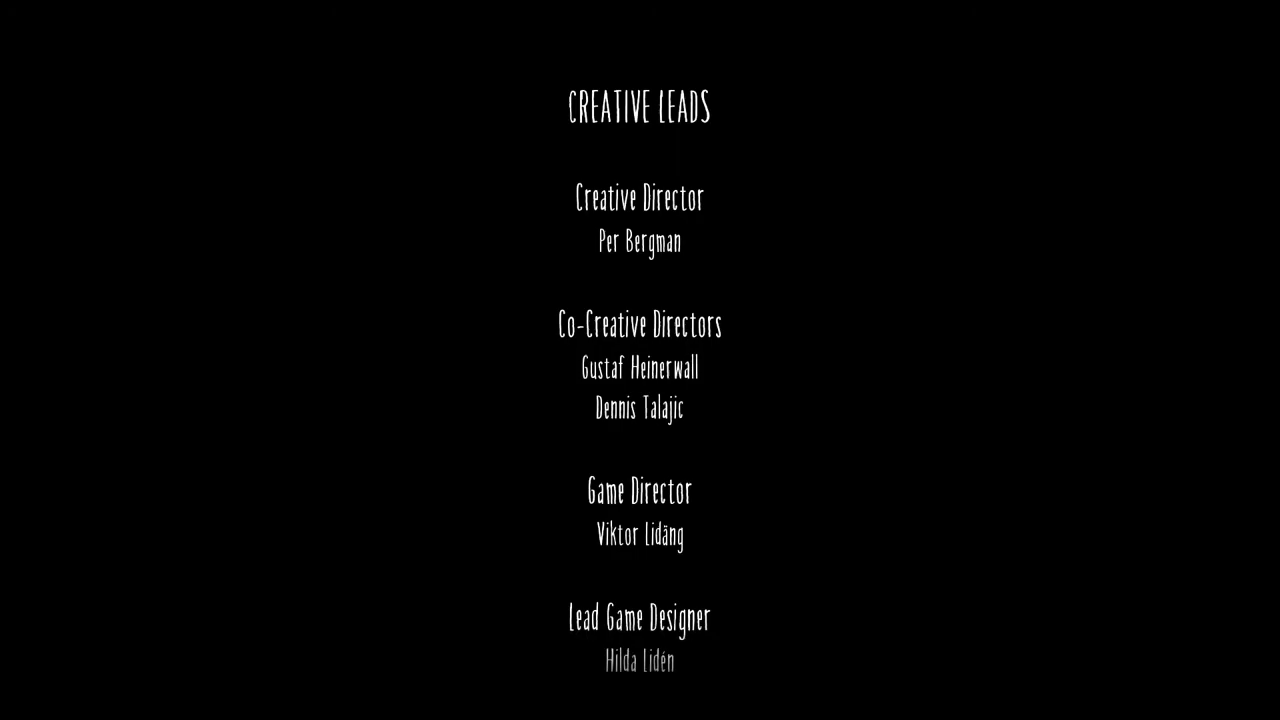 CREATIVE LEADS
Creative Director
Per Bergman
Co-Creative Directors
Gustaf Heinerwall
Dennis Talajic
Game Director
Viktor Lidäng
Lead Game Designer
Hilda Lidén